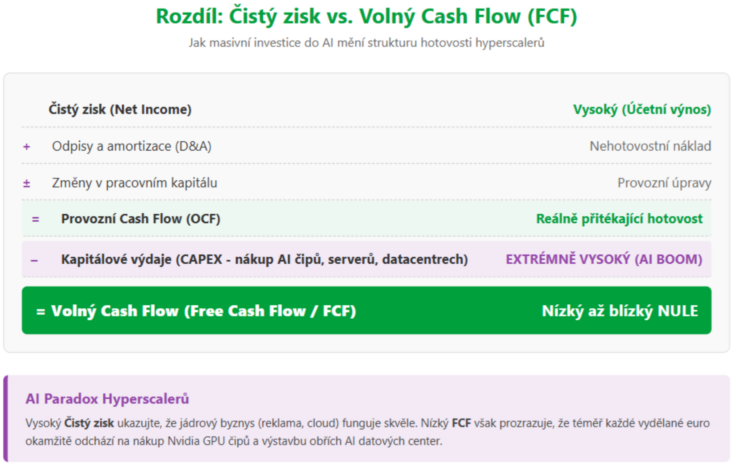 Rozdíl: Čistý zisk vs. Volný Cash Flow (FCF)
Jak masivní investice do AI mění strukturu hotovosti hyperscalerů
Čistý zisk (Net Income) Vysoký (Účetní výnos)
+ Odpisy a amortizace (D&A) Nehotovostní náklad
± Změny v pracovním kapitálu Provozní úpravy
= Provozní Cash Flow (OCF) Reálně přitékající hotovost
− Kapitálové výdaje (CAPEX - nákup AI čipů, serverů, datacentrech) EXTRÉMNĚ VYSOKÝ (AI BOOM)
= Volný Cash Flow (Free Cash Flow / FCF) Nízký až blízký NULE
AI Paradox Hyperscalerů
Vysoký Čistý zisk ukazujte, že jádrový byznys (reklama, cloud) funguje skvěle. Nízký FCF však prozrazuje, že téměř každé vydělané euro
okamžitě odchází na nákup Nvidia GPU čipů a výstavbu obřích AI datových center.